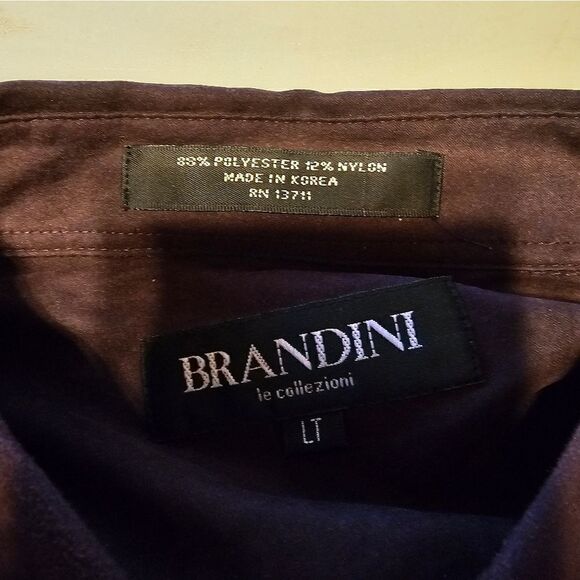 88% POLYESTER 12% NYLON
MADE IN KOREA
RN 13711
BRANDINI
le collezioni
LT